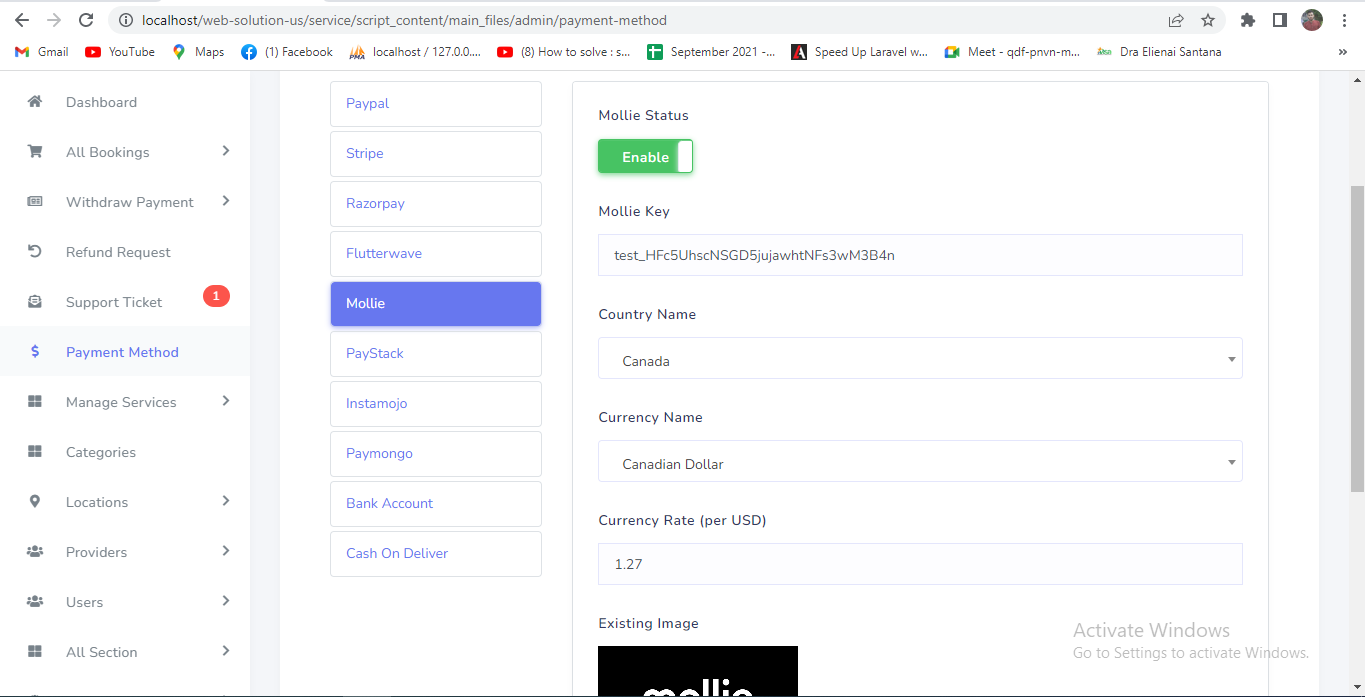 localhost/web-solution-us/service/script_content/main_files/admin/payment-method
Gmail
YouTube
Maps
(1) Facebook
localhost / 127.0.0....
(8) How to solve : s...
September 2021 -...
Speed Up Laravel w...
Meet - qdf-pnvn-m...
Dra Elienai Santana
»
Dashboard
All Bookings
Withdraw Payment
Refund Request
Support Ticket
1
Payment Method
Manage Services
Categories
Locations
Providers
Users
All Section
Paypal
Stripe
Razorpay
Flutterwave
Mollie
PayStack
Instamojo
Paymongo
Bank Account
Cash On Deliver
Mollie Status
Enable
Mollie Key
test_HFc5UhscNSGD5jujawhtNFs3wM3B4n
Country Name
Canada
Currency Name
Canadian Dollar
Currency Rate (per USD)
1.27
Existing Image
mollie
Activate Windows
Go to Settings to activate Windows.